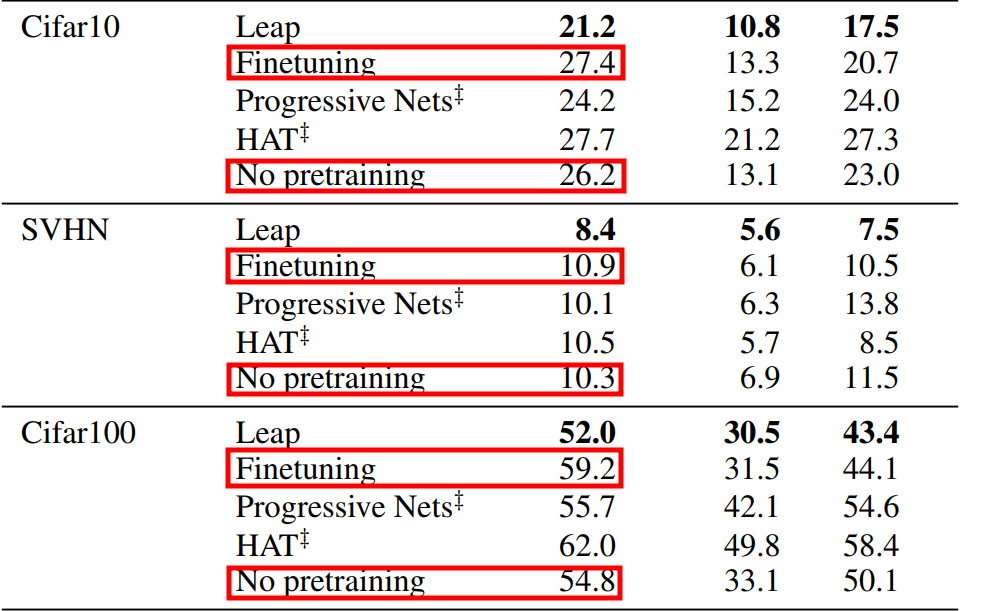 Cifar10 Leap 21.2 10.8 17.5
Finetuning 27.4 13.3 20.7
Progressive Nets‡ 24.2 15.2 24.0
HAT‡ 27.7 21.2 27.3
No pretraining 26.2 13.1 23.0
SVHN Leap 8.4 5.6 7.5
Finetuning 10.9 6.1 10.5
Progressive Nets‡ 10.1 6.3 13.8
HAT‡ 10.5 5.7 8.5
No pretraining 10.3 6.9 11.5
Cifar100 Leap 52.0 30.5 43.4
Finetuning 59.2 31.5 44.1
Progressive Nets‡ 55.7 42.1 54.6
HAT‡ 62.0 49.8 58.4
No pretraining 54.8 33.1 50.1